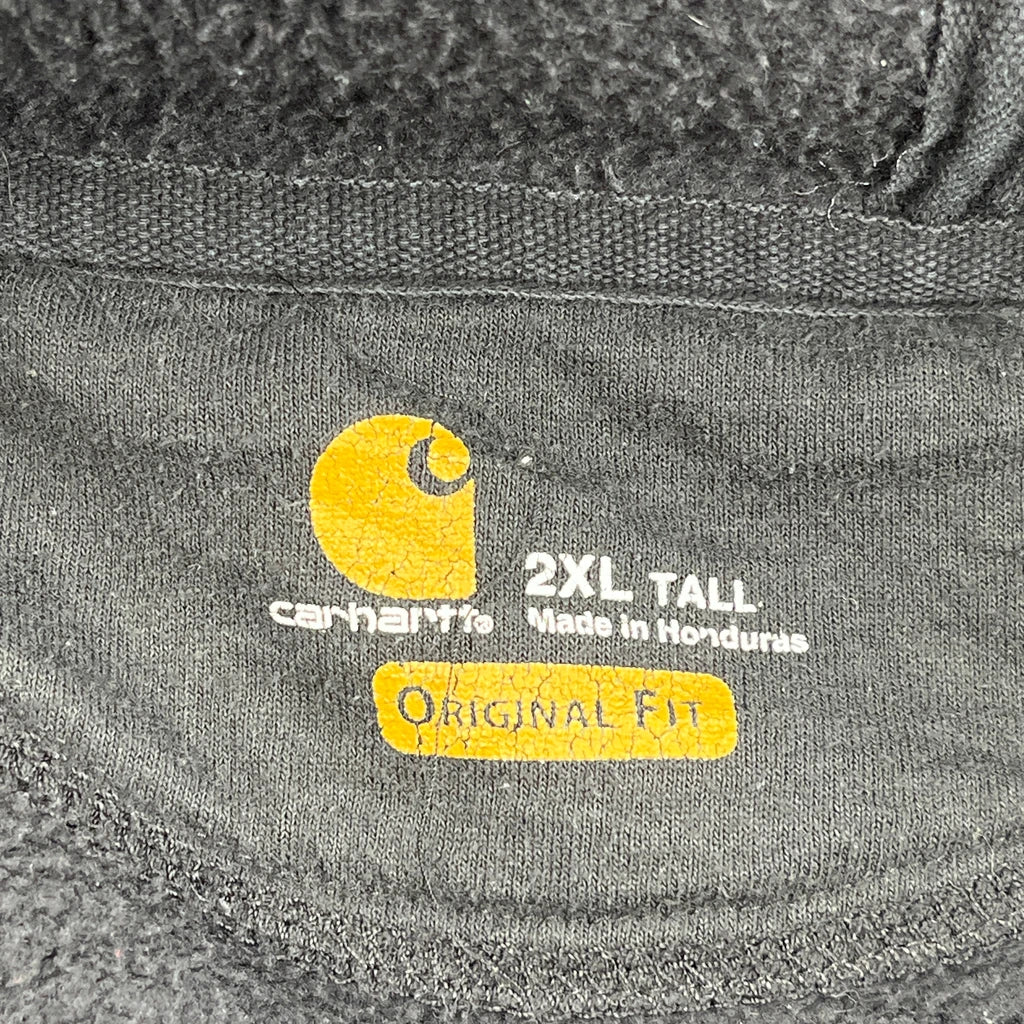 carhartt®
2XL TALL
Made in Honduras
ORIGINAL FIT